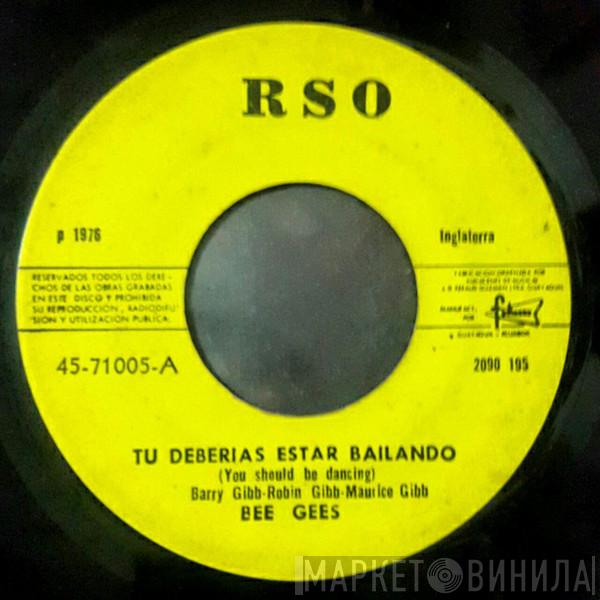 RSO
p 1976
Inglaterra
RESERVADOS TODOS LOS DERE-
CHOS DE LAS OBRAS GRABADAS
EN ESTE DISCO Y PROHIBIDA
SU REPRODUCCION, RADIODIFU
SION Y UTILIZACION PUBLICA.
45-71005-A
2090 195
TU DEBERIAS ESTAR BAILANDO
(You should be dancing)
Barry Gibb-Robin Gibb-Maurice Gibb
BEE GEES
МАРКЕТ ВИНИЛА